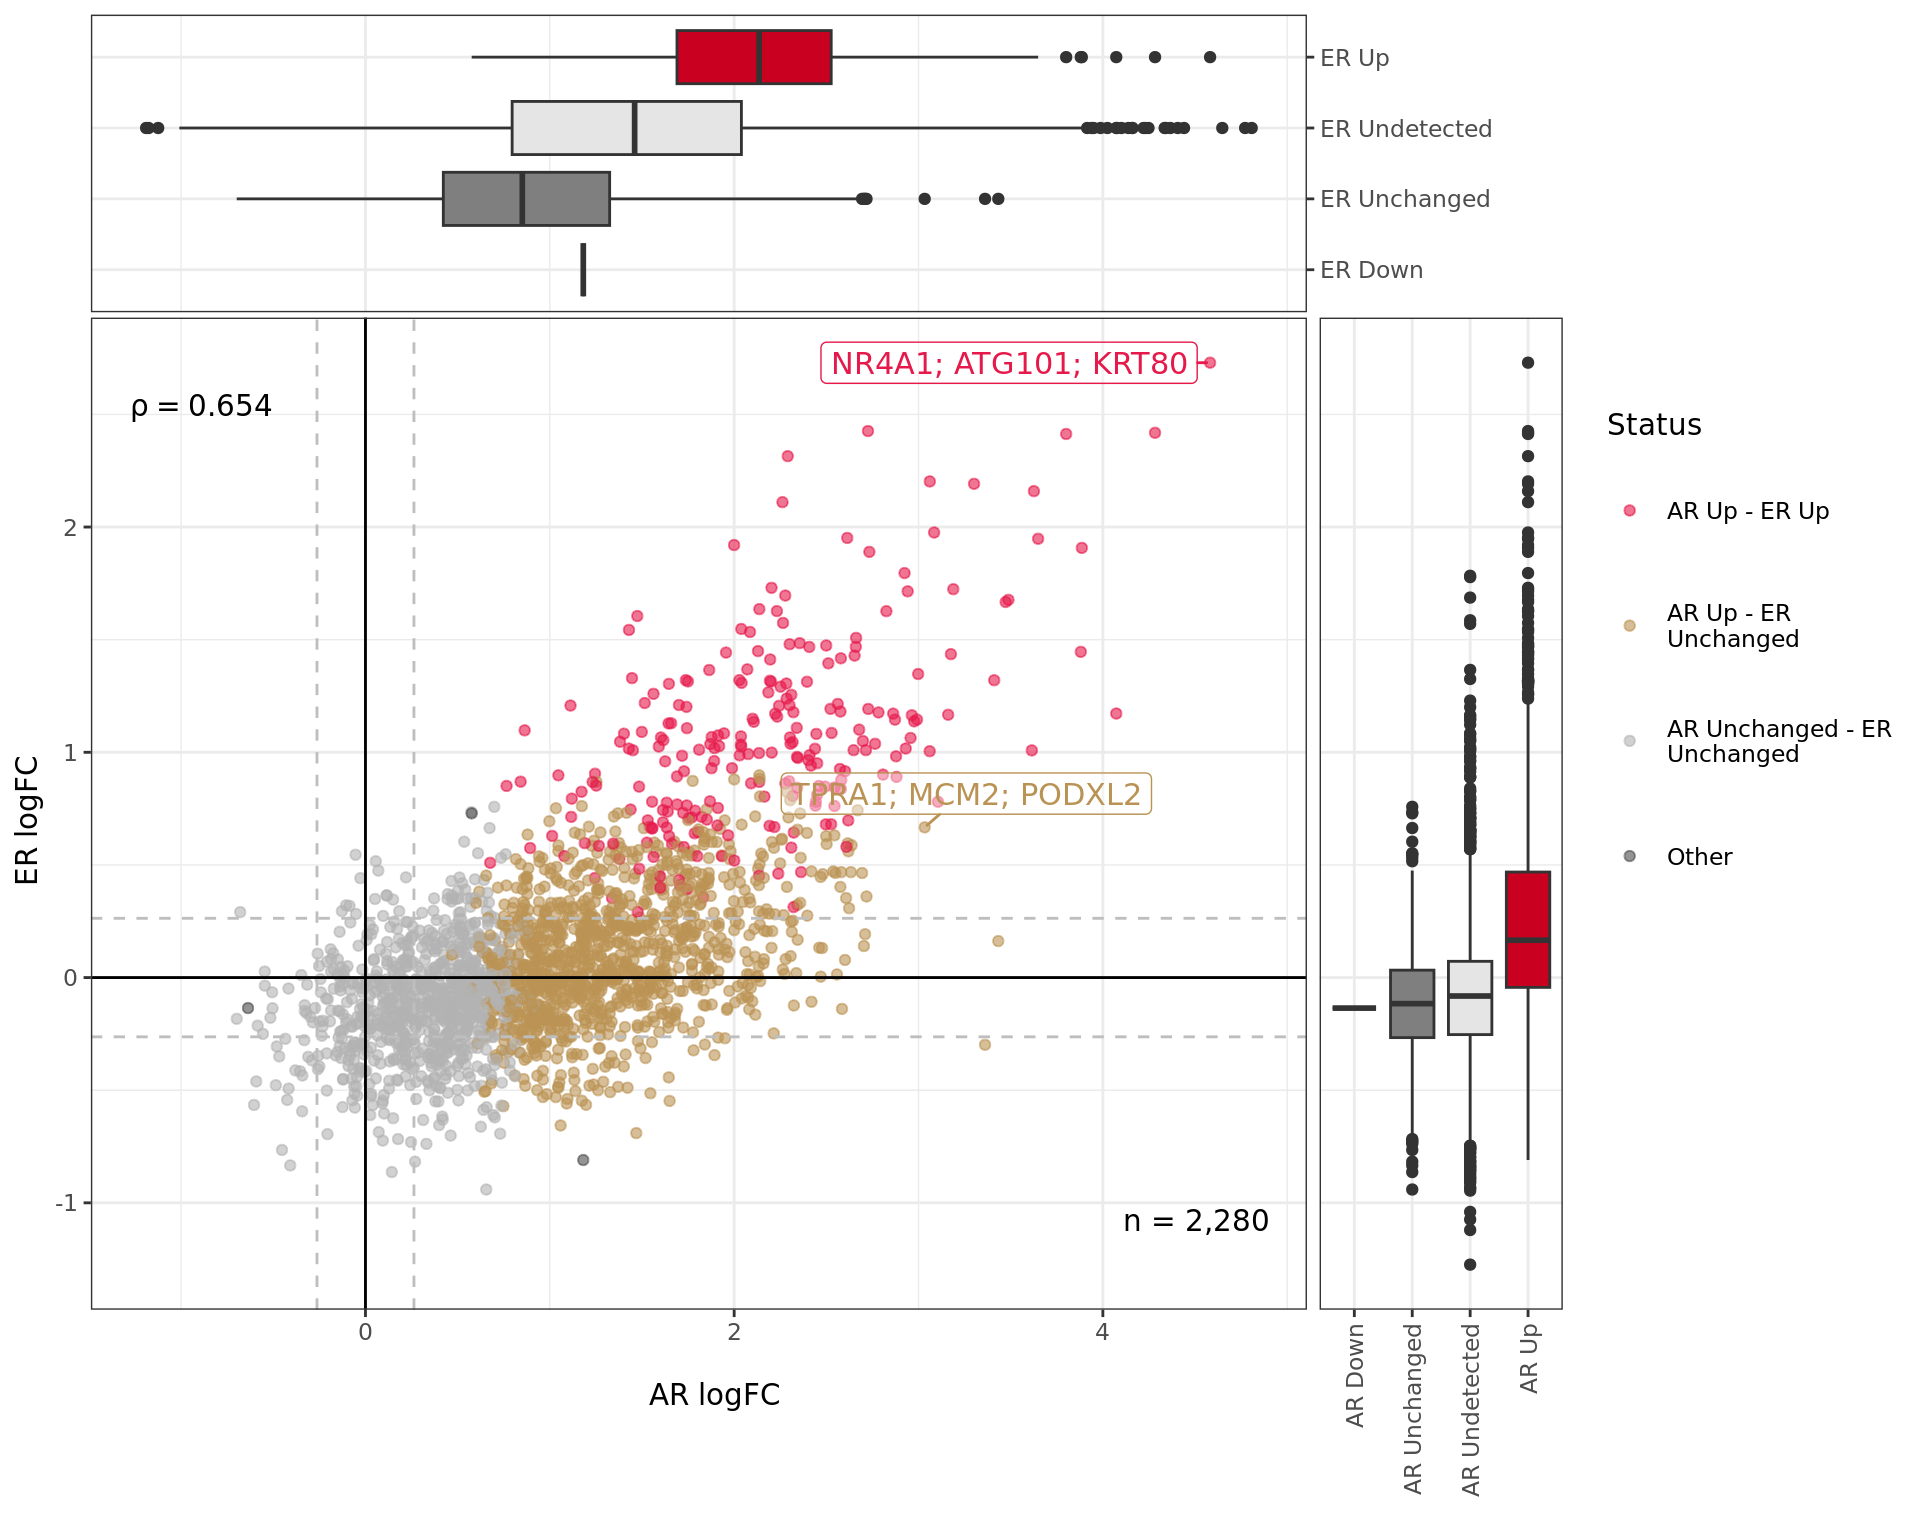 ER Up
ER Undetected
ER Unchanged
ER Down
NR4A1; ATG101; KRT80
ρ = 0.654
TPRA1; MCM2; PODXL2
n = 2,280
ER logFC
2
1
0
-1
0
2
4
AR logFC
AR Down
AR Unchanged
AR Undetected
AR Up
Status
AR Up - ER Up
AR Up - ER
Unchanged
AR Unchanged - ER
Unchanged
Other